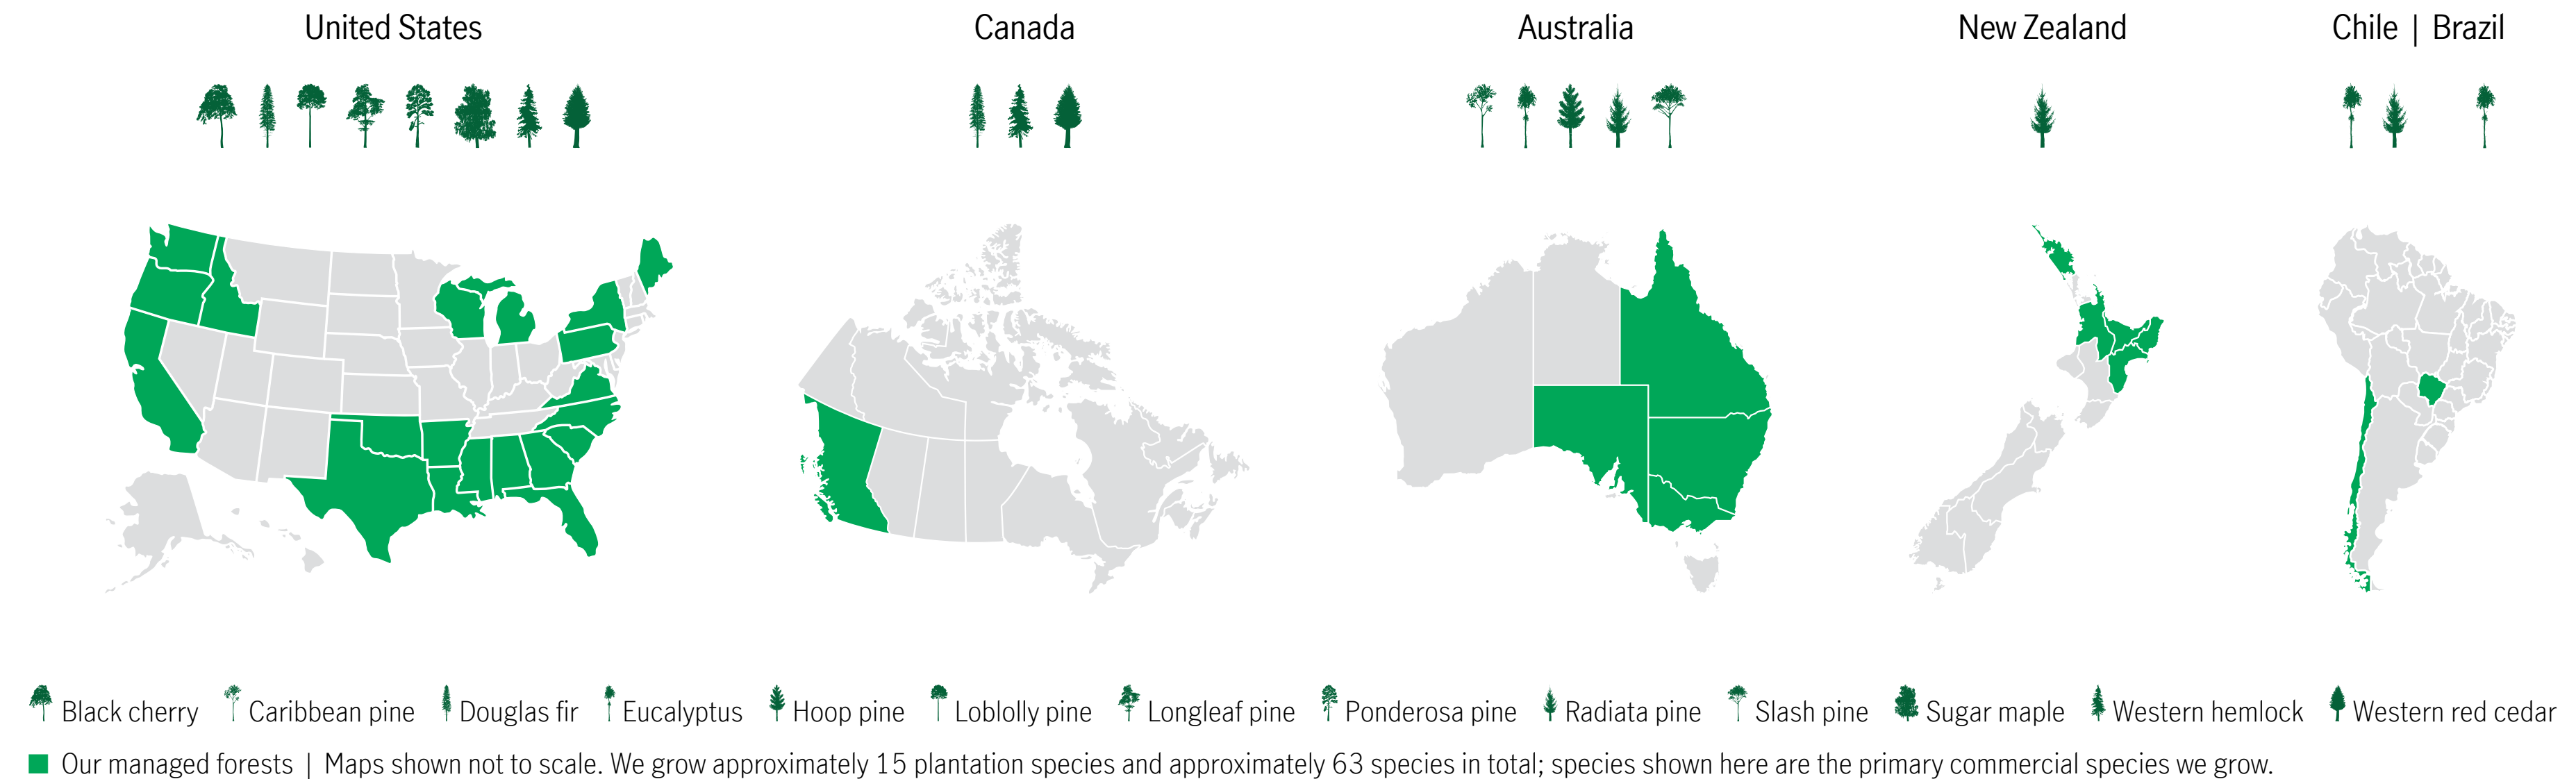 United States
Canada
Australia
New Zealand
Chile | Brazil
Black cherry
Caribbean pine
Douglas fir
Eucalyptus
Hoop pine
Loblolly pine
Longleaf pine
Ponderosa pine
Radiata pine
Slash pine
Sugar maple
Western hemlock
Western red cedar
Our managed forests | Maps shown not to scale. We grow approximately 15 plantation species and approximately 63 species in total; species shown here are the primary commercial species we grow.